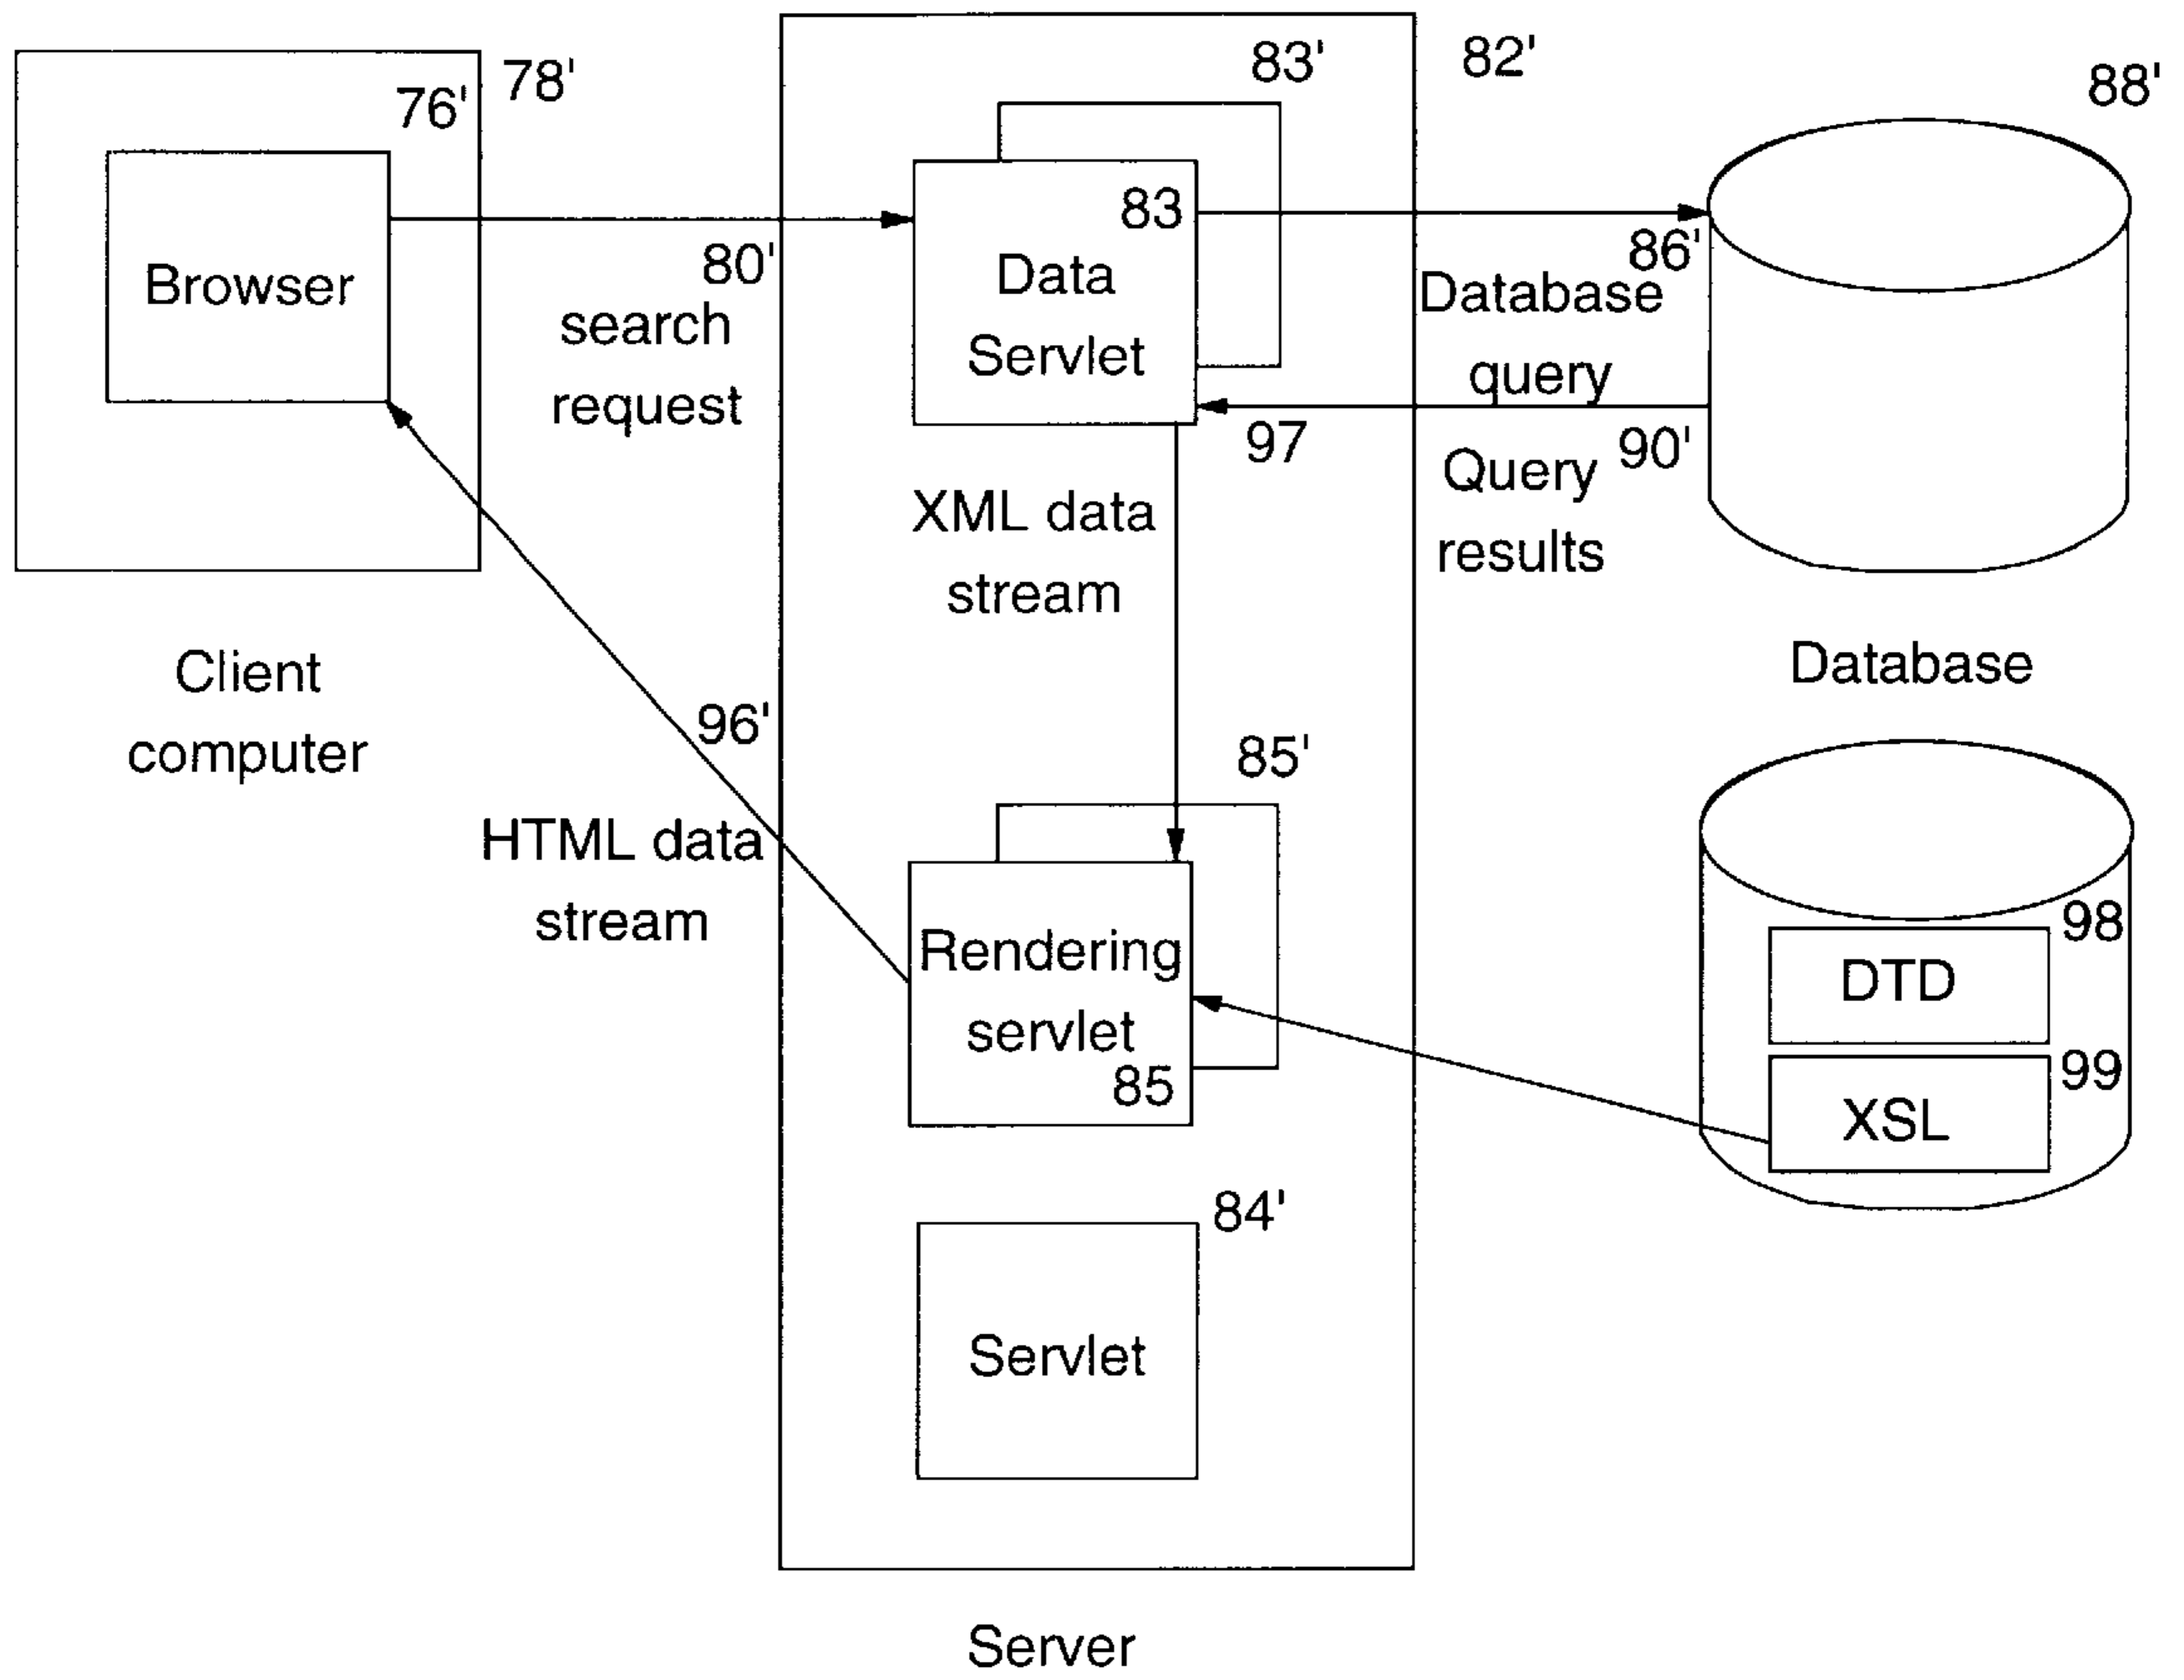 78'
76'
Browser
Client
computer
80'
search
request
96'
HTML data
stream
83'
82'
83
Data
Servlet
97
XML data
stream
85'
Rendering
servlet
85
84'
Servlet
Server
88'
86'
Database
query
90'
Query
results
Database
98
DTD
99
XSL